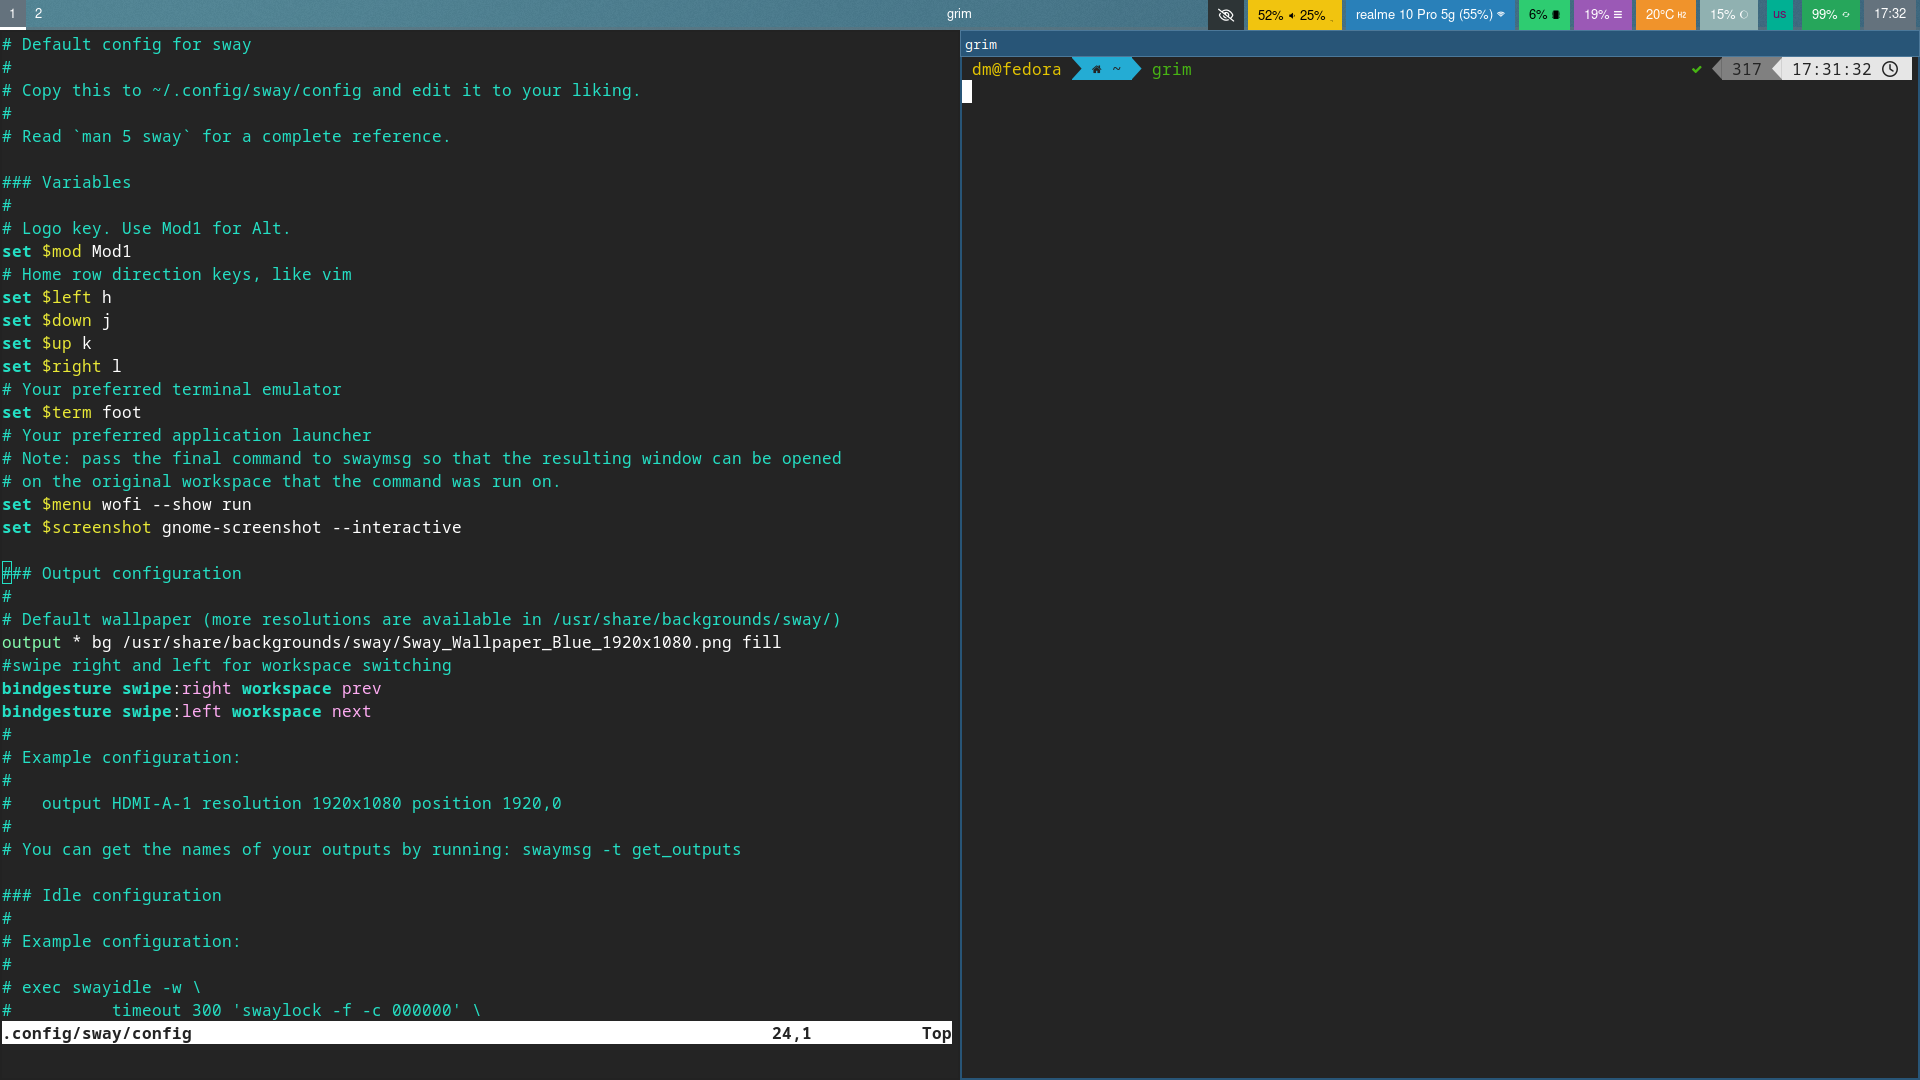 1 2 grim 52% 25% realme 10 Pro 5g (55%) 6% 19% 20°C 15% us 99% 17:32
# Default config for sway
#
# Copy this to ~/.config/sway/config and edit it to your liking.
#
# Read `man 5 sway` for a complete reference.
### Variables
#
# Logo key. Use Mod1 for Alt.
set $mod Mod1
# Home row direction keys, like vim
set $left h
set $down j
set $up k
set $right l
# Your preferred terminal emulator
set $term foot
# Your preferred application launcher
# Note: pass the final command to swaymsg so that the resulting window can be opened
# on the original workspace that the command was run on.
set $menu wofi --show run
set $screenshot gnome-screenshot --interactive
### Output configuration
#
# Default wallpaper (more resolutions are available in /usr/share/backgrounds/sway/)
output * bg /usr/share/backgrounds/sway/Sway_Wallpaper_Blue_1920x1080.png fill
#swipe right and left for workspace switching
bindgesture swipe:right workspace prev
bindgesture swipe:left workspace next
#
# Example configuration:
#
#   output HDMI-A-1 resolution 1920x1080 position 1920,0
#
# You can get the names of your outputs by running: swaymsg -t get_outputs
### Idle configuration
#
# Example configuration:
#
# exec swayidle -w \
#          timeout 300 'swaylock -f -c 000000' \
.config/sway/config 24,1 Top
grim
dm@fedora ~ grim 317 17:31:32